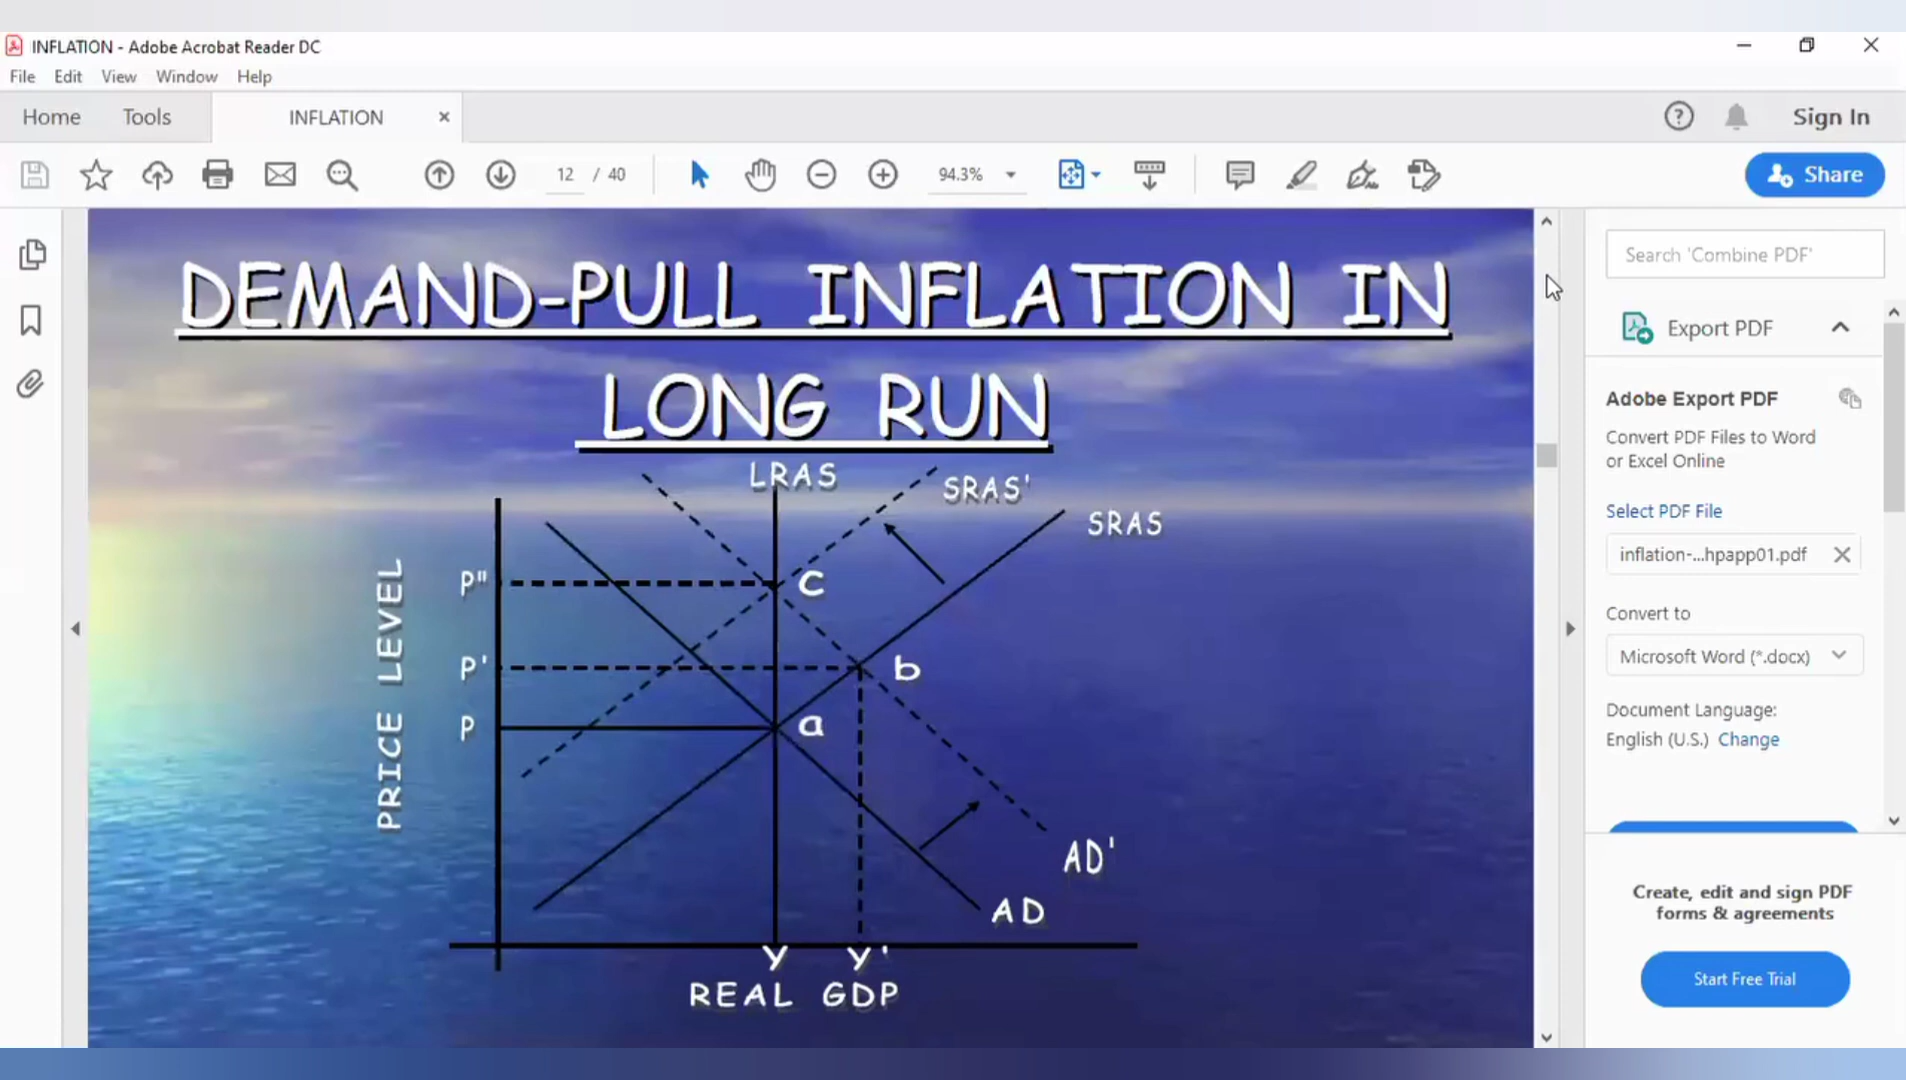 INFLATION - Adobe Acrobat Reader DC
File Edit View Window Help
Home Tools INFLATION × Sign In
12 / 40 94.3% Share
DEMAND-PULL INFLATION IN
LONG RUN
LRAS
SRAS'
SRAS
P"
C
P'
b
P
a
PRICE LEVEL
AD'
AD
Y Y'
REAL GDP
Search 'Combine PDF'
Export PDF
Adobe Export PDF
Convert PDF Files to Word
or Excel Online
Select PDF File
inflation-...hpapp01.pdf
Convert to
Microsoft Word (*.docx)
Document Language:
English (U.S.) Change
Create, edit and sign PDF
forms & agreements
Start Free Trial